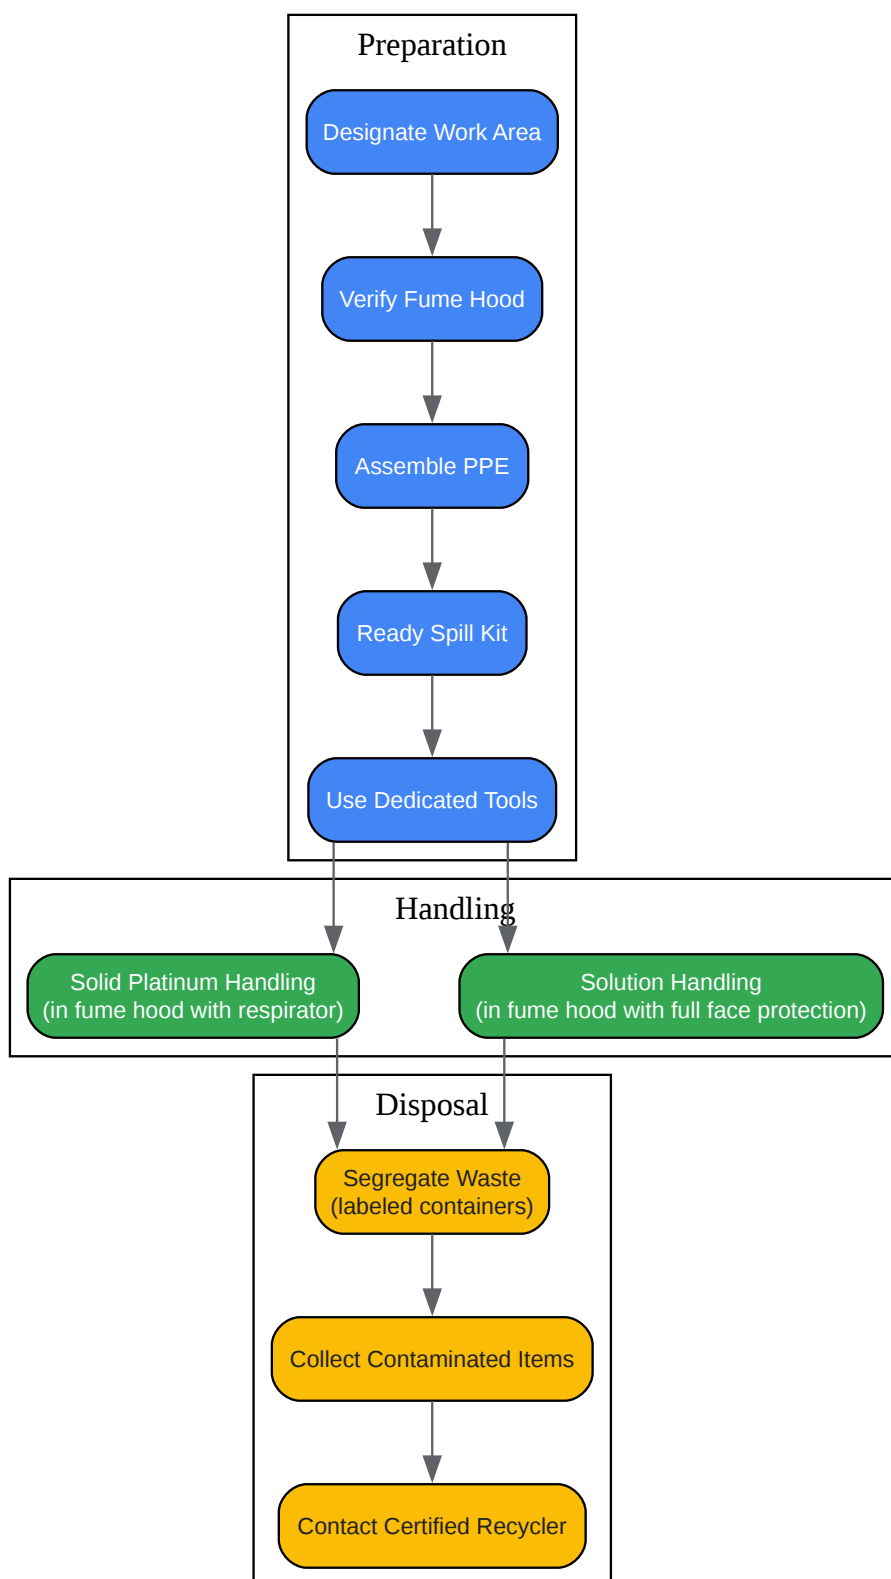 Preparation
Designate Work Area
Verify Fume Hood
Assemble PPE
Ready Spill Kit
Use Dedicated Tools
Handling
Solid Platinum Handling
(in fume hood with respirator)
Solution Handling
(in fume hood with full face protection)
Disposal
Segregate Waste
(labeled containers)
Collect Contaminated Items
Contact Certified Recycler